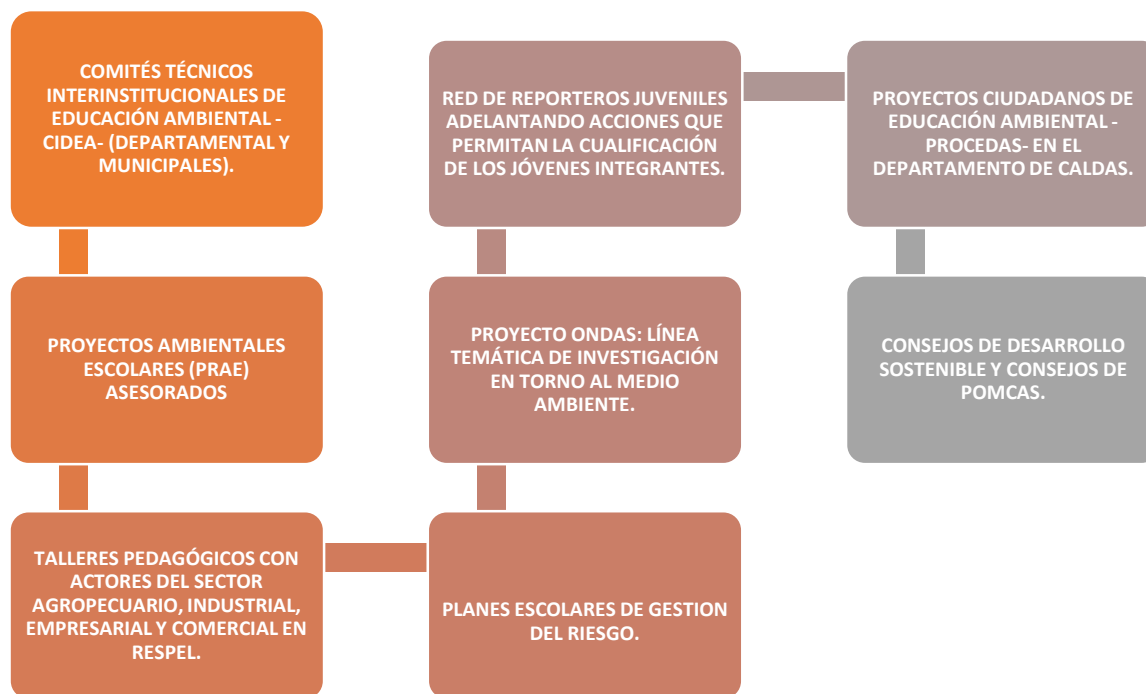 COMITÉS TÉCNICOS
INTERINSTITUCIONALES DE
EDUCACIÓN AMBIENTAL -
CIDEA- (DEPARTAMENTAL Y
MUNICIPALES).
PROYECTOS AMBIENTALES
ESCOLARES (PRAE)
ASESORADOS
TALLERES PEDAGÓGICOS CON
ACTORES DEL SECTOR
AGROPECUARIO, INDUSTRIAL,
EMPRESARIAL Y COMERCIAL EN
RESPEL.
PLANES ESCOLARES DE GESTION
DEL RIESGO.
PROYECTO ONDAS: LÍNEA
TEMÁTICA DE INVESTIGACIÓN
EN TORNO AL MEDIO
AMBIENTE.
RED DE REPORTEROS JUVENILES
ADELANTANDO ACCIONES QUE
PERMITAN LA CUALIFICACIÓN
DE LOS JÓVENES INTEGRANTES.
PROYECTOS CIUDADANOS DE
EDUCACIÓN AMBIENTAL -
PROCEDAS- EN EL
DEPARTAMENTO DE CALDAS.
CONSEJOS DE DESARROLLO
SOSTENIBLE Y CONSEJOS DE
POMCAS.